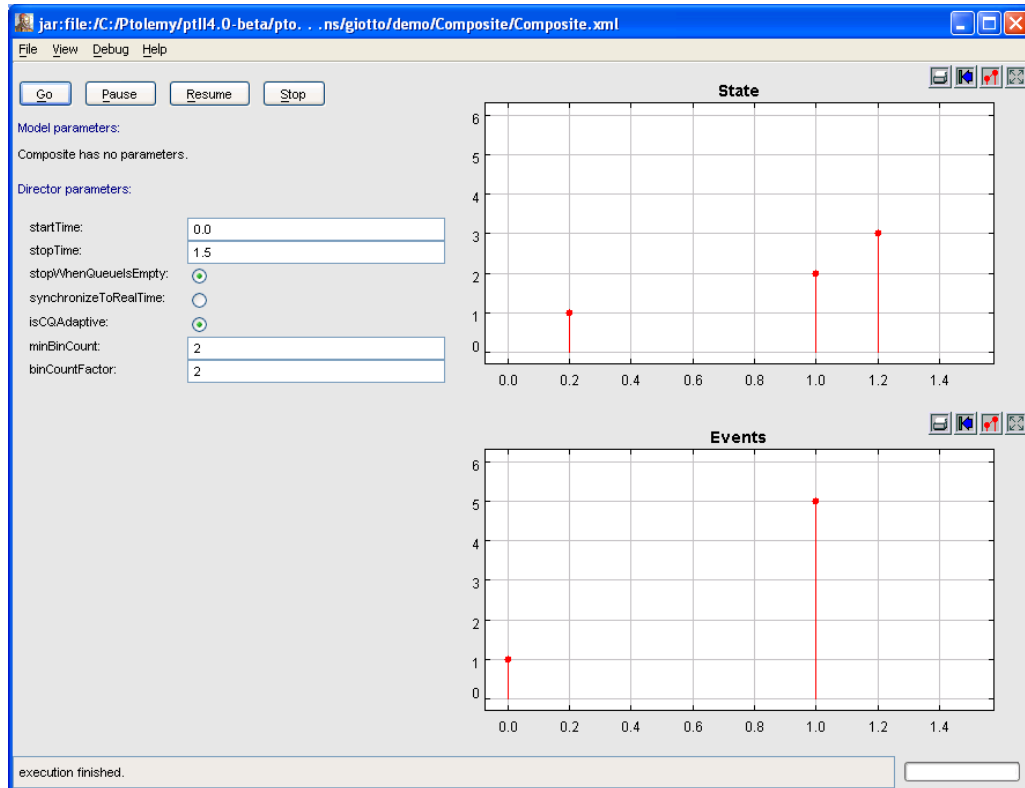 jar:file:/C:/Ptolemy/ptII4.0-beta/pto. . .ns/giotto/demo/Composite/Composite.xml
File View Debug Help
Go Pause Resume Stop
Model parameters:
Composite has no parameters.
Director parameters:
startTime: 0.0
stopTime: 1.5
stopWhenQueueIsEmpty:
synchronizeToRealTime:
isCQAdaptive:
minBinCount: 2
binCountFactor: 2
State
6
5
4
3
2
1
0
0.0 0.2 0.4 0.6 0.8 1.0 1.2 1.4
Events
6
5
4
3
2
1
0
0.0 0.2 0.4 0.6 0.8 1.0 1.2 1.4
execution finished.